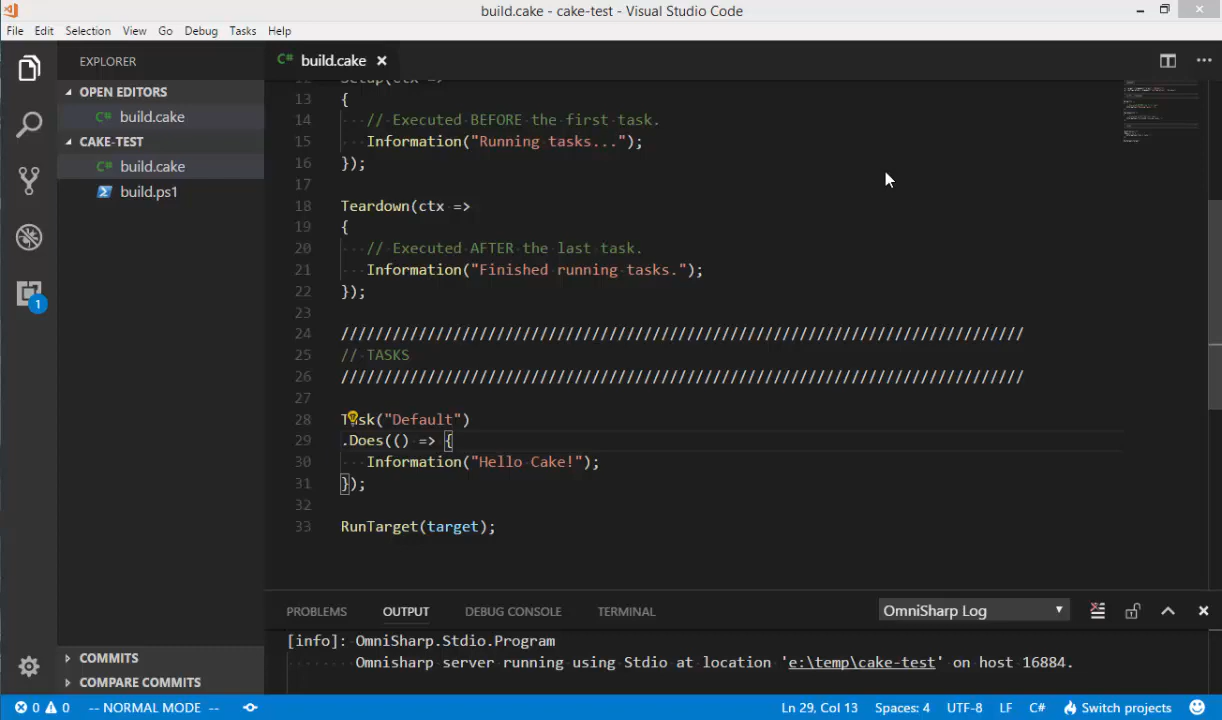 build.cake - cake-test - Visual Studio Code
File Edit Selection View Go Debug Tasks Help
EXPLORER
OPEN EDITORS
C# build.cake
CAKE-TEST
C# build.cake
build.ps1
COMMITS
COMPARE COMMITS
1
C# build.cake
12 Setup(ctx =>
13 {
14 // Executed BEFORE the first task.
15 Information("Running tasks...");
16 });
17
18 Teardown(ctx =>
19 {
20 // Executed AFTER the last task.
21 Information("Finished running tasks.");
22 });
23
24 ///////////////////////////////////////////////////////////////////////////////
25 // TASKS
26 ///////////////////////////////////////////////////////////////////////////////
27
28 Task("Default")
29 .Does(() => {
30 Information("Hello Cake!");
31 });
32
33 RunTarget(target);
PROBLEMS OUTPUT DEBUG CONSOLE TERMINAL OmniSharp Log
[info]: OmniSharp.Stdio.Program
Omnisharp server running using Stdio at location 'e:\temp\cake-test' on host 16884.
0 0 -- NORMAL MODE -- Ln 29, Col 13 Spaces: 4 UTF-8 LF C# Switch projects